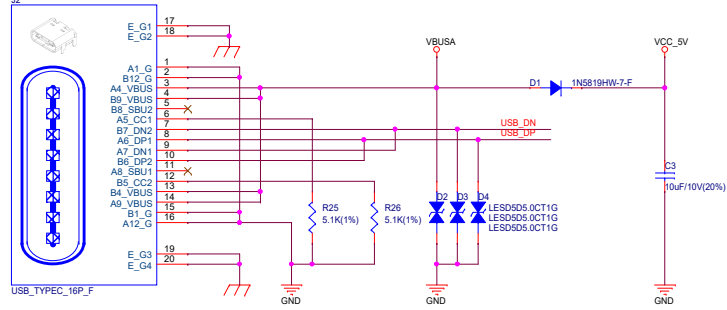 J2
E_G1 17
E_G2 18
A1_G 1
B12_G 2
A4_VBUS 3
B9_VBUS 4
B8_SBU2 5
A5_CC1 6
B7_DN2 7
A6_DP1 8
A7_DN1 9
B6_DP2 10
A8_SBU1 11
B5_CC2 12
B4_VBUS 13
A9_VBUS 14
B1_G 15
A12_G 16
E_G3 19
E_G4 20
USB_TYPEC_16P_F
R25
5.1K(1%)
R26
5.1K(1%)
GND
VBUSA
D1
1N5819HW-7-F
VCC_5V
USB_DN
USB_DP
D2
D3
D4
LESD5D5.0CT1G
LESD5D5.0CT1G
LESD5D5.0CT1G
GND
C3
10uF/10V(20%)
GND